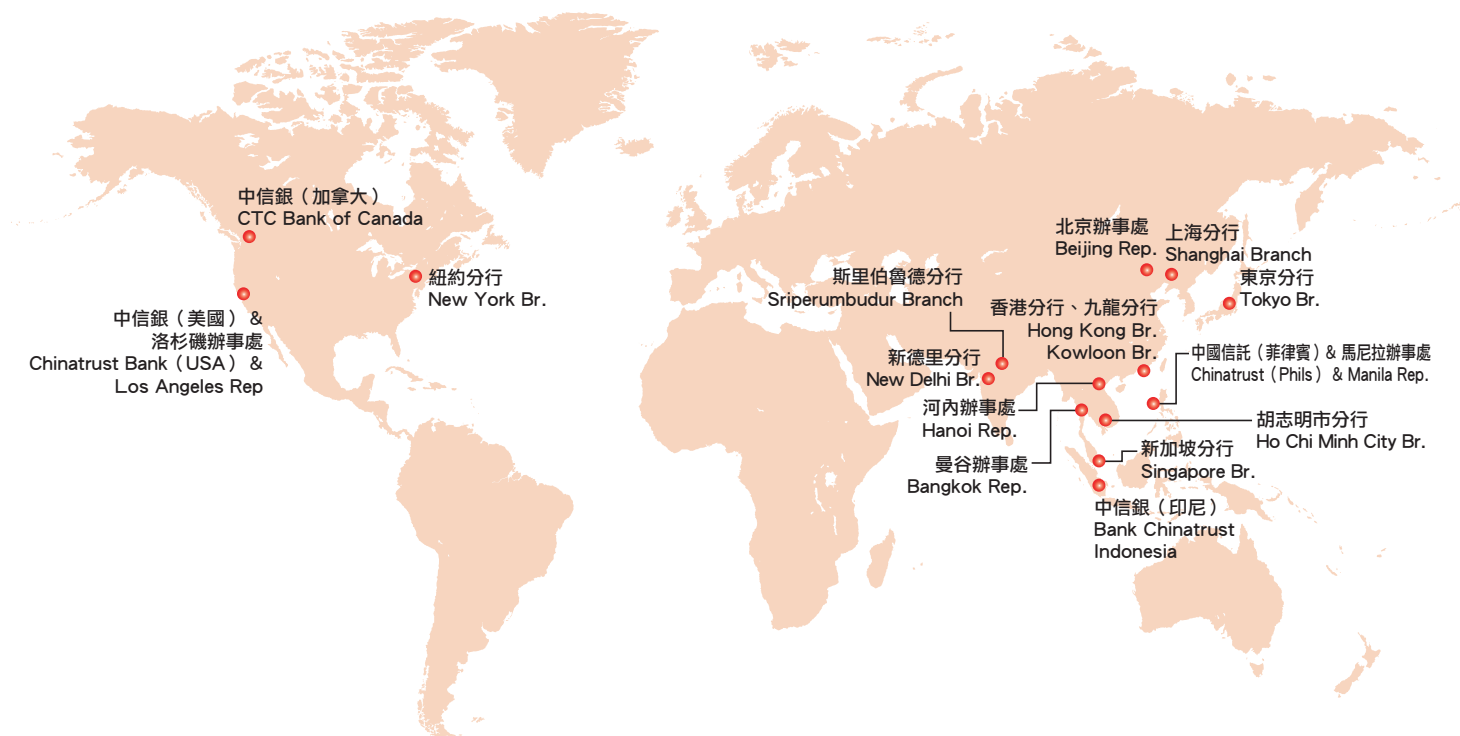 中信銀（加拿大）
CTC Bank of Canada
紐約分行
New York Br.
中信銀（美國）&
洛杉磯辦事處
Chinatrust Bank（USA）&
Los Angeles Rep
北京辦事處
Beijing Rep.
上海分行
Shanghai Branch
東京分行
Tokyo Br.
斯里伯魯德分行
Sriperumbudur Branch
香港分行、九龍分行
Hong Kong Br.
Kowloon Br.
新德里分行
New Delhi Br.
中國信託（菲律賓）& 馬尼拉辦事處
Chinatrust（Phils）& Manila Rep.
河內辦事處
Hanoi Rep.
胡志明市分行
Ho Chi Minh City Br.
曼谷辦事處
Bangkok Rep.
新加坡分行
Singapore Br.
中信銀（印尼）
Bank Chinatrust
Indonesia